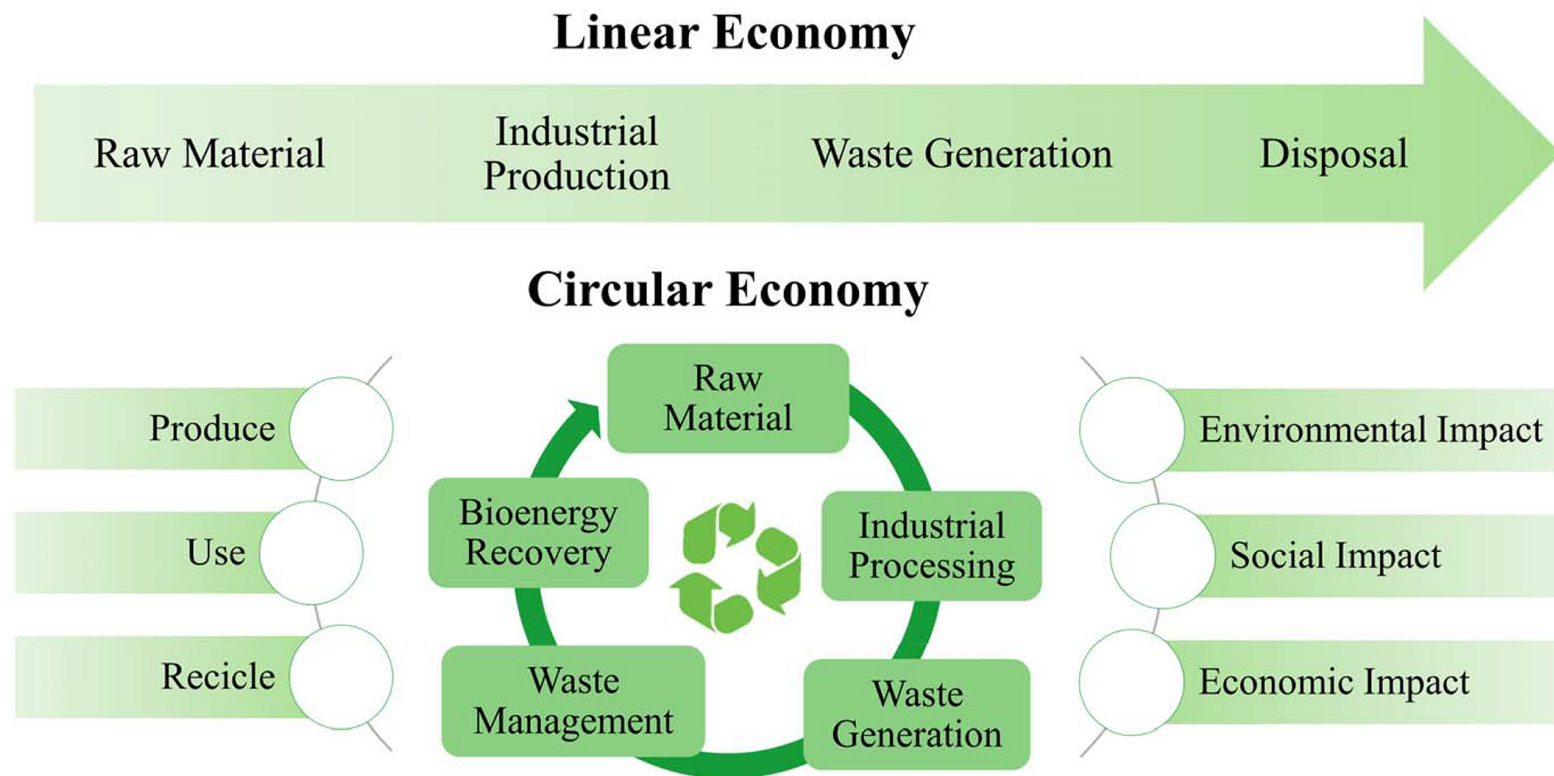 Linear Economy
Raw Material
Industrial
Production
Waste Generation
Disposal
Circular Economy
Produce
Use
Recicle
Raw
Material
Industrial
Processing
Waste
Generation
Waste
Management
Bioenergy
Recovery
Environmental Impact
Social Impact
Economic Impact